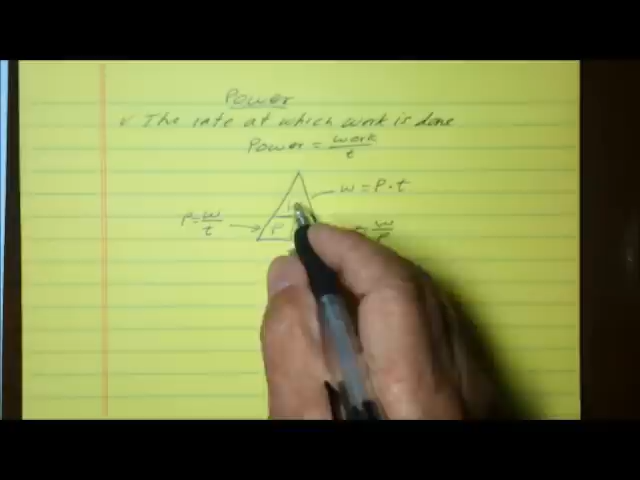 Power
✓ The rate at which work is done
Power = work/t
w = P · t
P = w/t
= w/P
P